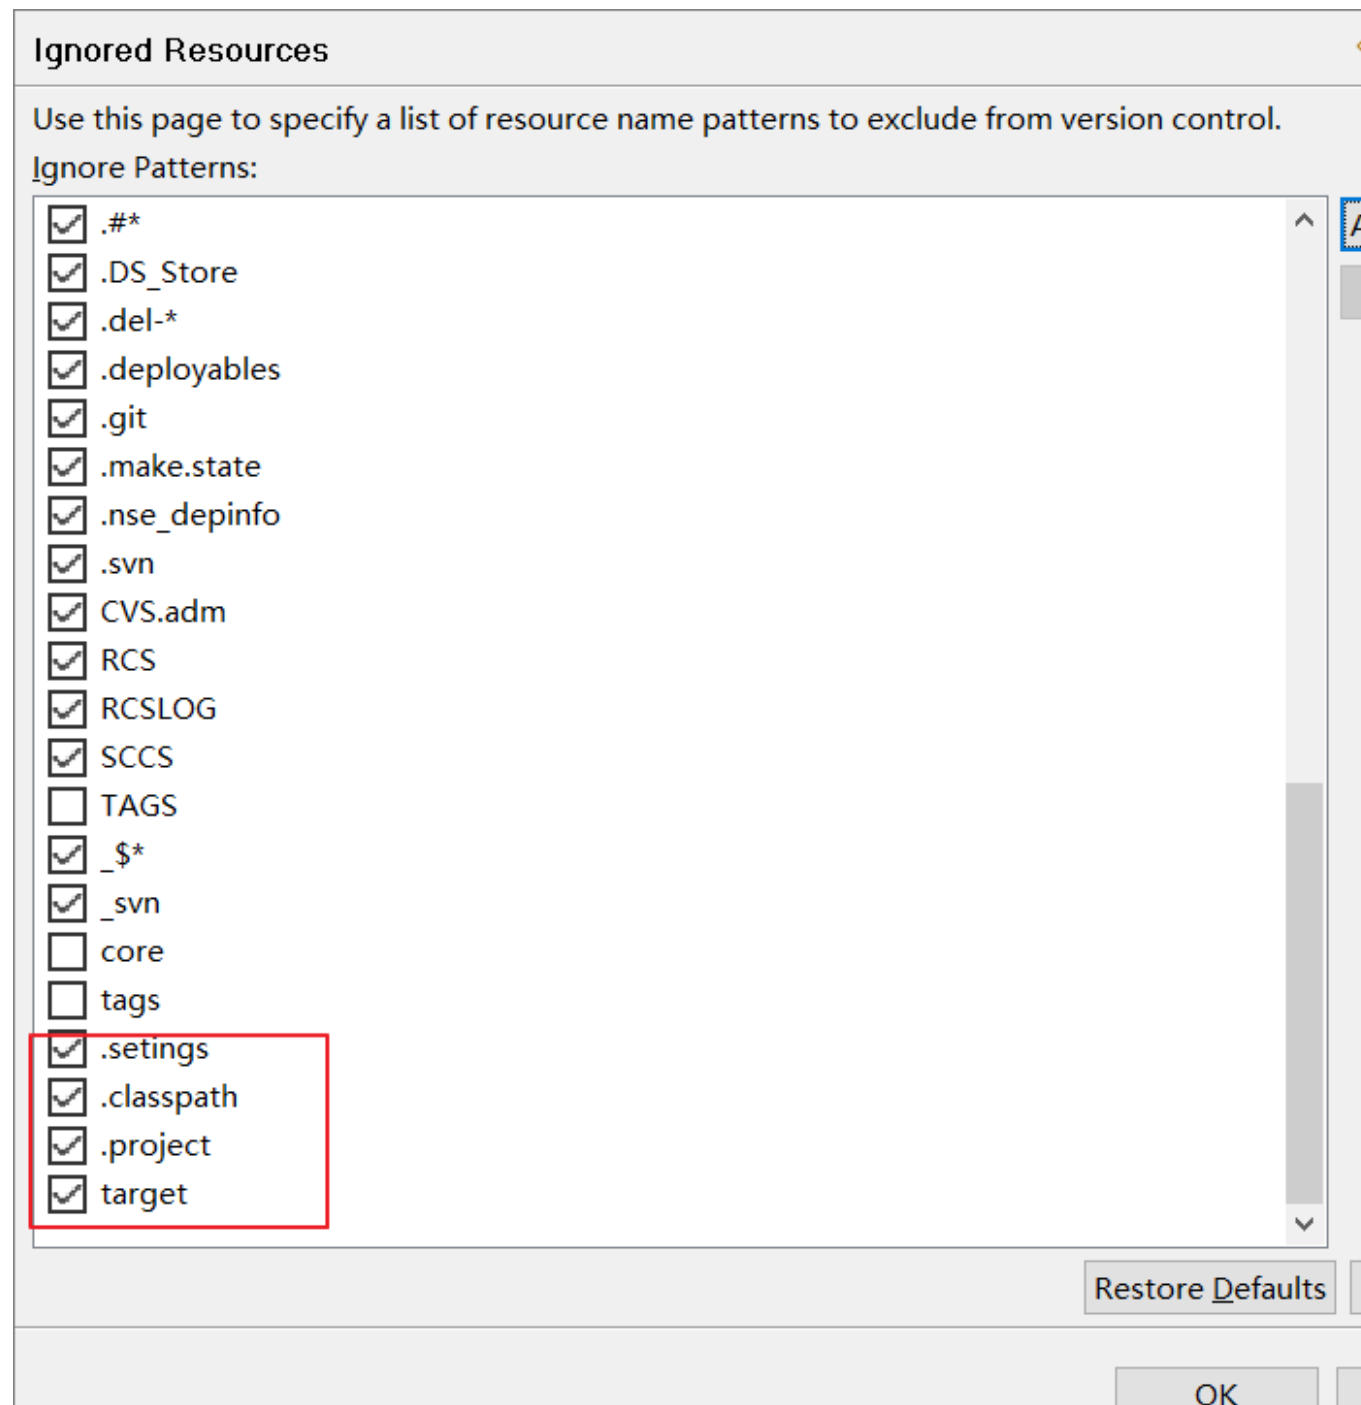 Ignored Resources
Use this page to specify a list of resource name patterns to exclude from version control.
Ignore Patterns:
.#*
.DS_Store
.del-*
.deployables
.git
.make.state
.nse_depinfo
.svn
CVS.adm
RCS
RCSLOG
SCCS
TAGS
_$*
_svn
core
tags
.setings
.classpath
.project
target
Restore Defaults
OK